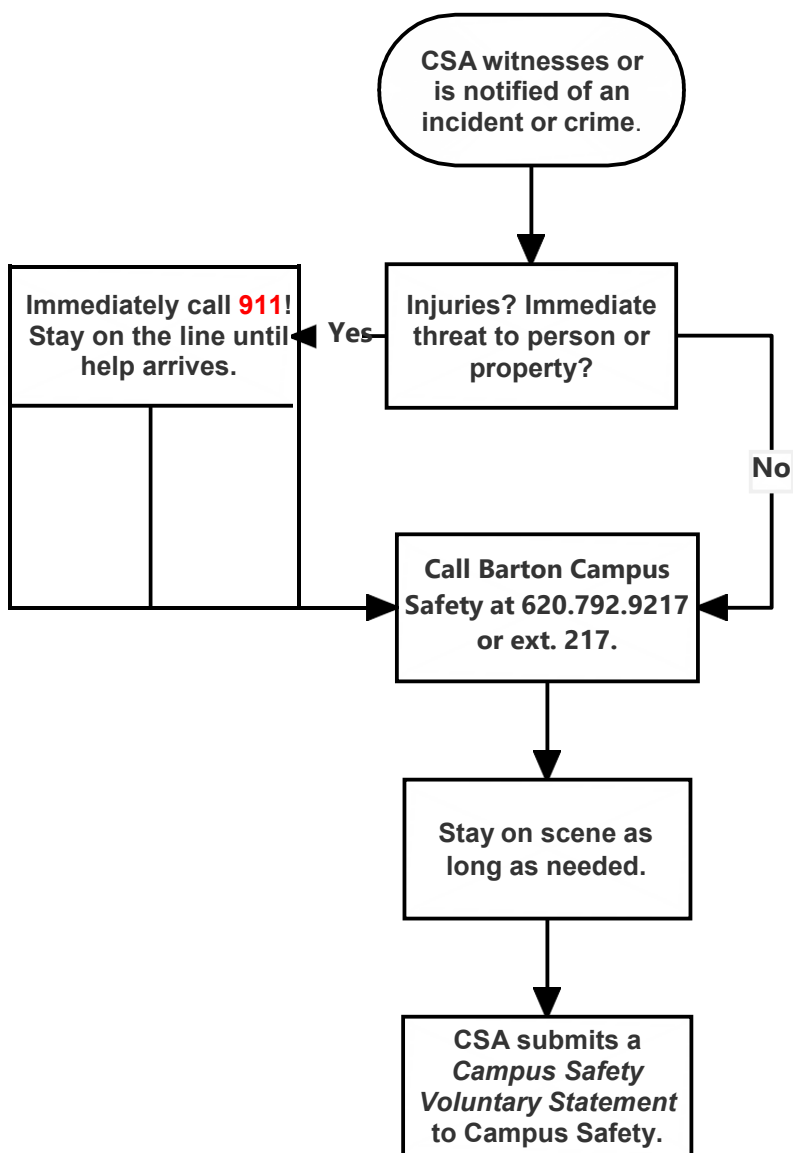 CSA witnesses or
is notified of an
incident or crime.
Immediately call 911!
Stay on the line until
help arrives.
Yes
Injuries? Immediate
threat to person or
property?
No
Call Barton Campus
Safety at 620.792.9217
or ext. 217.
Stay on scene as
long as needed.
CSA submits a
Campus Safety
Voluntary Statement
to Campus Safety.